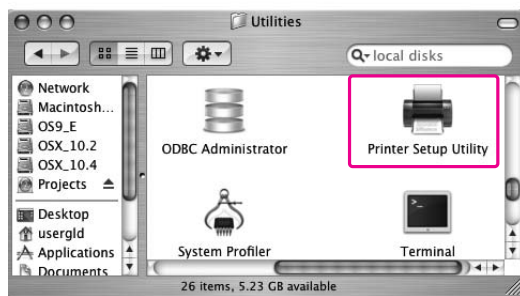 Utilities
local disks
Network
Macintosh...
OS9_E
OSX_10.2
OSX_10.4
Projects
Desktop
usergld
Applications
Documents
ODBC Administrator
Printer Setup Utility
System Profiler
Terminal
26 items, 5.23 GB available